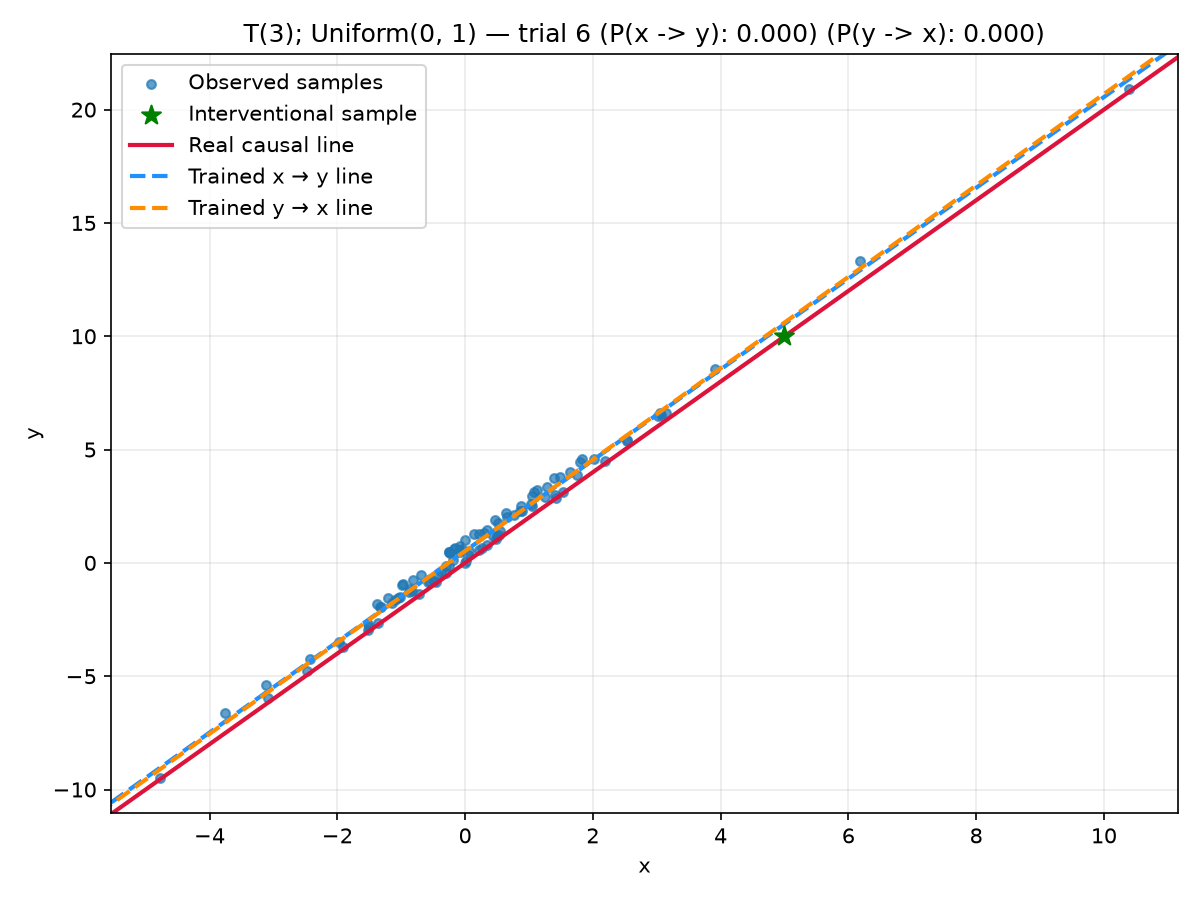 T(3); Uniform(0, 1) — trial 6 (P(x -> y): 0.000) (P(y -> x): 0.000)
Observed samples
Interventional sample
Real causal line
Trained x → y line
Trained y → x line
20
15
10
5
0
−5
−10
y
−4 −2 0 2 4 6 8 10
x